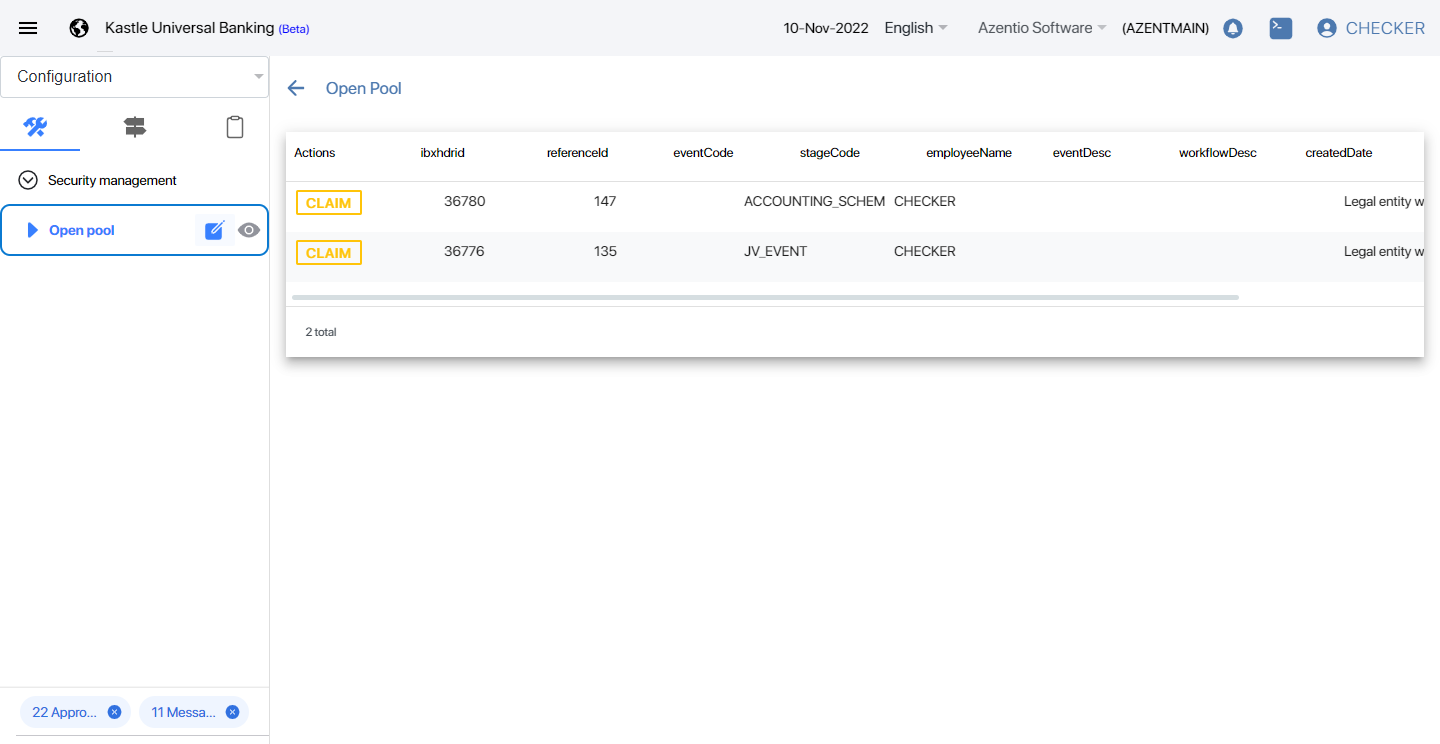 Kastle Universal Banking (Beta) 10-Nov-2022 English Azentio Software (AZENTMAIN) CHECKER
Configuration
Open Pool
Security management
Open pool
Actions ibxhdrid referenceId eventCode stageCode employeeName eventDesc workflowDesc createdDate
CLAIM 36780 147 ACCOUNTING_SCHEM CHECKER Legal entity w
CLAIM 36776 135 JV_EVENT CHECKER Legal entity w
2 total
22 Appro... 11 Messa...